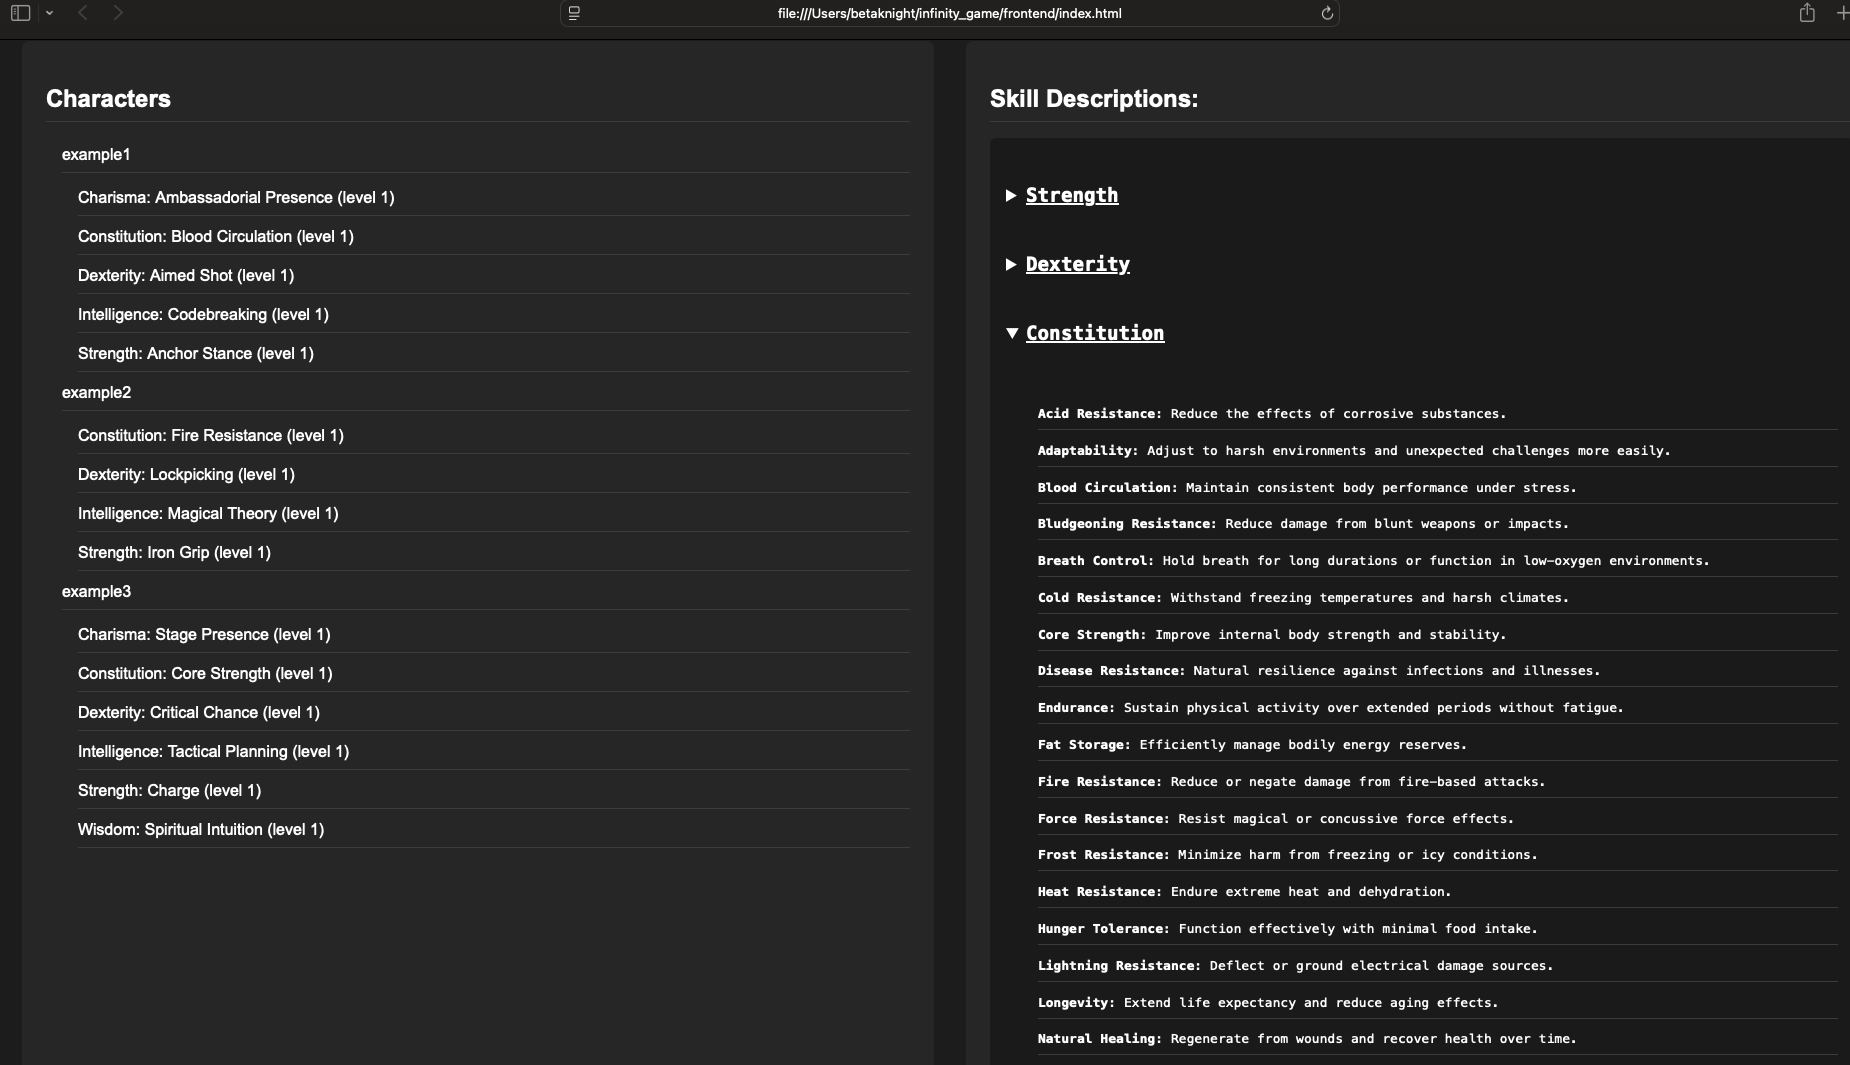 file:///Users/betaknight/infinity_game/frontend/index.html
Characters
example1
Charisma: Ambassadorial Presence (level 1)
Constitution: Blood Circulation (level 1)
Dexterity: Aimed Shot (level 1)
Intelligence: Codebreaking (level 1)
Strength: Anchor Stance (level 1)
example2
Constitution: Fire Resistance (level 1)
Dexterity: Lockpicking (level 1)
Intelligence: Magical Theory (level 1)
Strength: Iron Grip (level 1)
example3
Charisma: Stage Presence (level 1)
Constitution: Core Strength (level 1)
Dexterity: Critical Chance (level 1)
Intelligence: Tactical Planning (level 1)
Strength: Charge (level 1)
Wisdom: Spiritual Intuition (level 1)
Skill Descriptions:
Strength
Dexterity
Constitution
Acid Resistance: Reduce the effects of corrosive substances.
Adaptability: Adjust to harsh environments and unexpected challenges more easily.
Blood Circulation: Maintain consistent body performance under stress.
Bludgeoning Resistance: Reduce damage from blunt weapons or impacts.
Breath Control: Hold breath for long durations or function in low-oxygen environments.
Cold Resistance: Withstand freezing temperatures and harsh climates.
Core Strength: Improve internal body strength and stability.
Disease Resistance: Natural resilience against infections and illnesses.
Endurance: Sustain physical activity over extended periods without fatigue.
Fat Storage: Efficiently manage bodily energy reserves.
Fire Resistance: Reduce or negate damage from fire-based attacks.
Force Resistance: Resist magical or concussive force effects.
Frost Resistance: Minimize harm from freezing or icy conditions.
Heat Resistance: Endure extreme heat and dehydration.
Hunger Tolerance: Function effectively with minimal food intake.
Lightning Resistance: Deflect or ground electrical damage sources.
Longevity: Extend life expectancy and reduce aging effects.
Natural Healing: Regenerate from wounds and recover health over time.